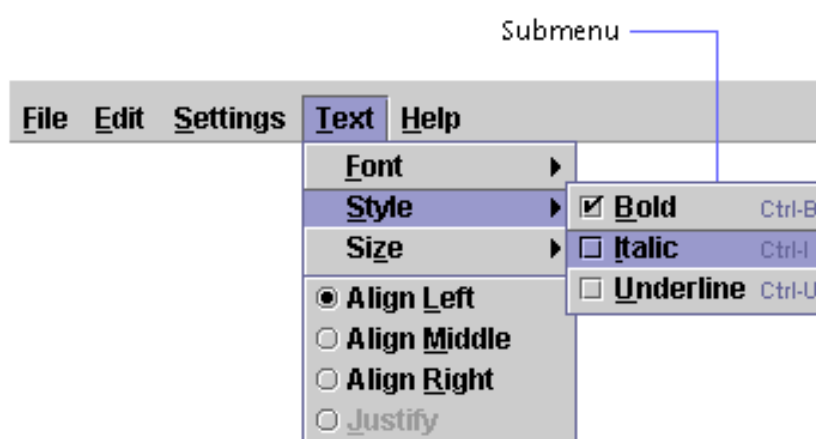 Submenu
File Edit Settings Text Help
Font
Style
Size
Align Left
Align Middle
Align Right
Justify
Bold Ctrl-B
Italic Ctrl-I
Underline Ctrl-U